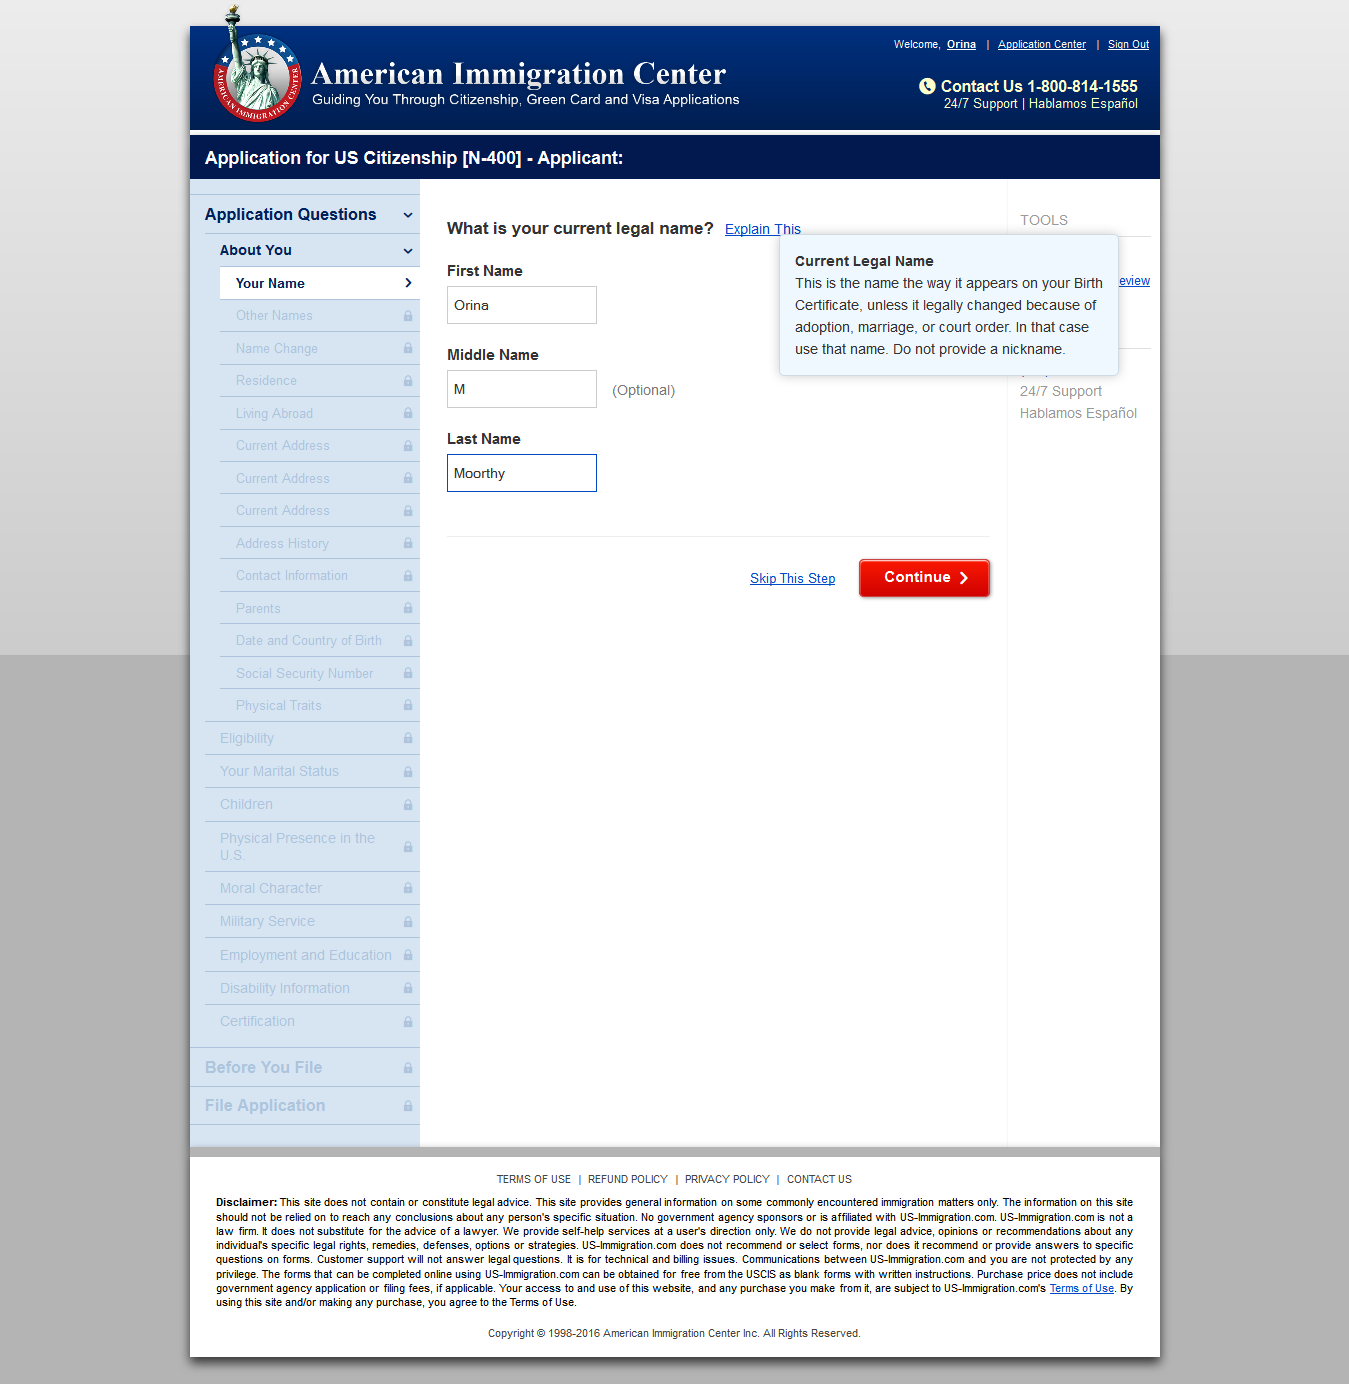 Welcome, Orina | Application Center | Sign Out
AMERICAN IMMIGRATION CENTER
American Immigration Center
Guiding You Through Citizenship, Green Card and Visa Applications
Contact Us 1-800-814-1555
24/7 Support | Hablamos Español
Application for US Citizenship [N-400] - Applicant:
Application Questions
About You
Your Name
Other Names
Name Change
Residence
Living Abroad
Current Address
Current Address
Current Address
Address History
Contact Information
Parents
Date and Country of Birth
Social Security Number
Physical Traits
Eligibility
Your Marital Status
Children
Physical Presence in the
U.S.
Moral Character
Military Service
Employment and Education
Disability Information
Certification
Before You File
File Application
What is your current legal name? Explain This
First Name
Orina
Middle Name
M
(Optional)
Last Name
Moorthy
Skip This Step
Continue
Current Legal Name
This is the name the way it appears on your Birth
Certificate, unless it legally changed because of
adoption, marriage, or court order. In that case
use that name. Do not provide a nickname.
TOOLS
eview
24/7 Support
Hablamos Español
TERMS OF USE | REFUND POLICY | PRIVACY POLICY | CONTACT US
Disclaimer: This site does not contain or constitute legal advice. This site provides general information on some commonly encountered immigration matters only. The information on this site
should not be relied on to reach any conclusions about any person's specific situation. No government agency sponsors or is affiliated with US-Immigration.com. US-Immigration.com is not a
law firm. It does not substitute for the advice of a lawyer. We provide self-help services at a user's direction only. We do not provide legal advice, opinions or recommendations about any
individual's specific legal rights, remedies, defenses, options or strategies. US-Immigration.com does not recommend or select forms, nor does it recommend or provide answers to specific
questions on forms. Customer support will not answer legal questions. It is for technical and billing issues. Communications between US-Immigration.com and you are not protected by any
privilege. The forms that can be completed online using US-Immigration.com can be obtained for free from the USCIS as blank forms with written instructions. Purchase price does not include
government agency application or filing fees, if applicable. Your access to and use of this website, and any purchase you make from it, are subject to US-Immigration.com's Terms of Use. By
using this site and/or making any purchase, you agree to the Terms of Use.
Copyright © 1998-2016 American Immigration Center Inc. All Rights Reserved.